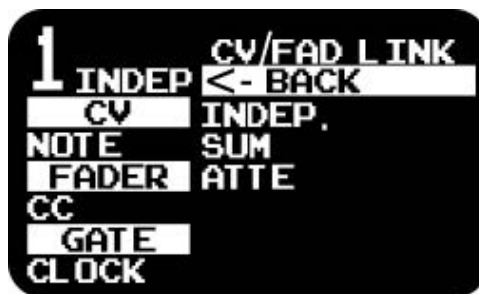 1 INDEP
CV
NOTE
FADER
CC
GATE
CLOCK
CV/FAD LINK
<- BACK
INDEP.
SUM
ATTE